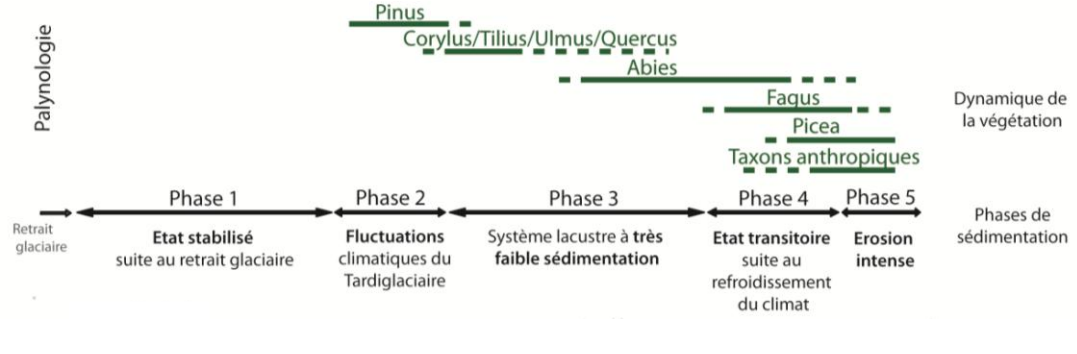 Palynologie
Pinus
Corylus/Tilius/Ulmus/Quercus
Abies
Fagus
Picea
Taxons anthropiques
Dynamique de
la végétation
Phase 1
Phase 2
Phase 3
Phase 4
Phase 5
Retrait
glaciaire
Etat stabilisé
suite au retrait glaciaire
Fluctuations
climatiques du
Tardiglaciaire
Système lacustre à très
faible sédimentation
Etat transitoire
suite au
refroidissement
du climat
Erosion
intense
Phases de
sédimentation